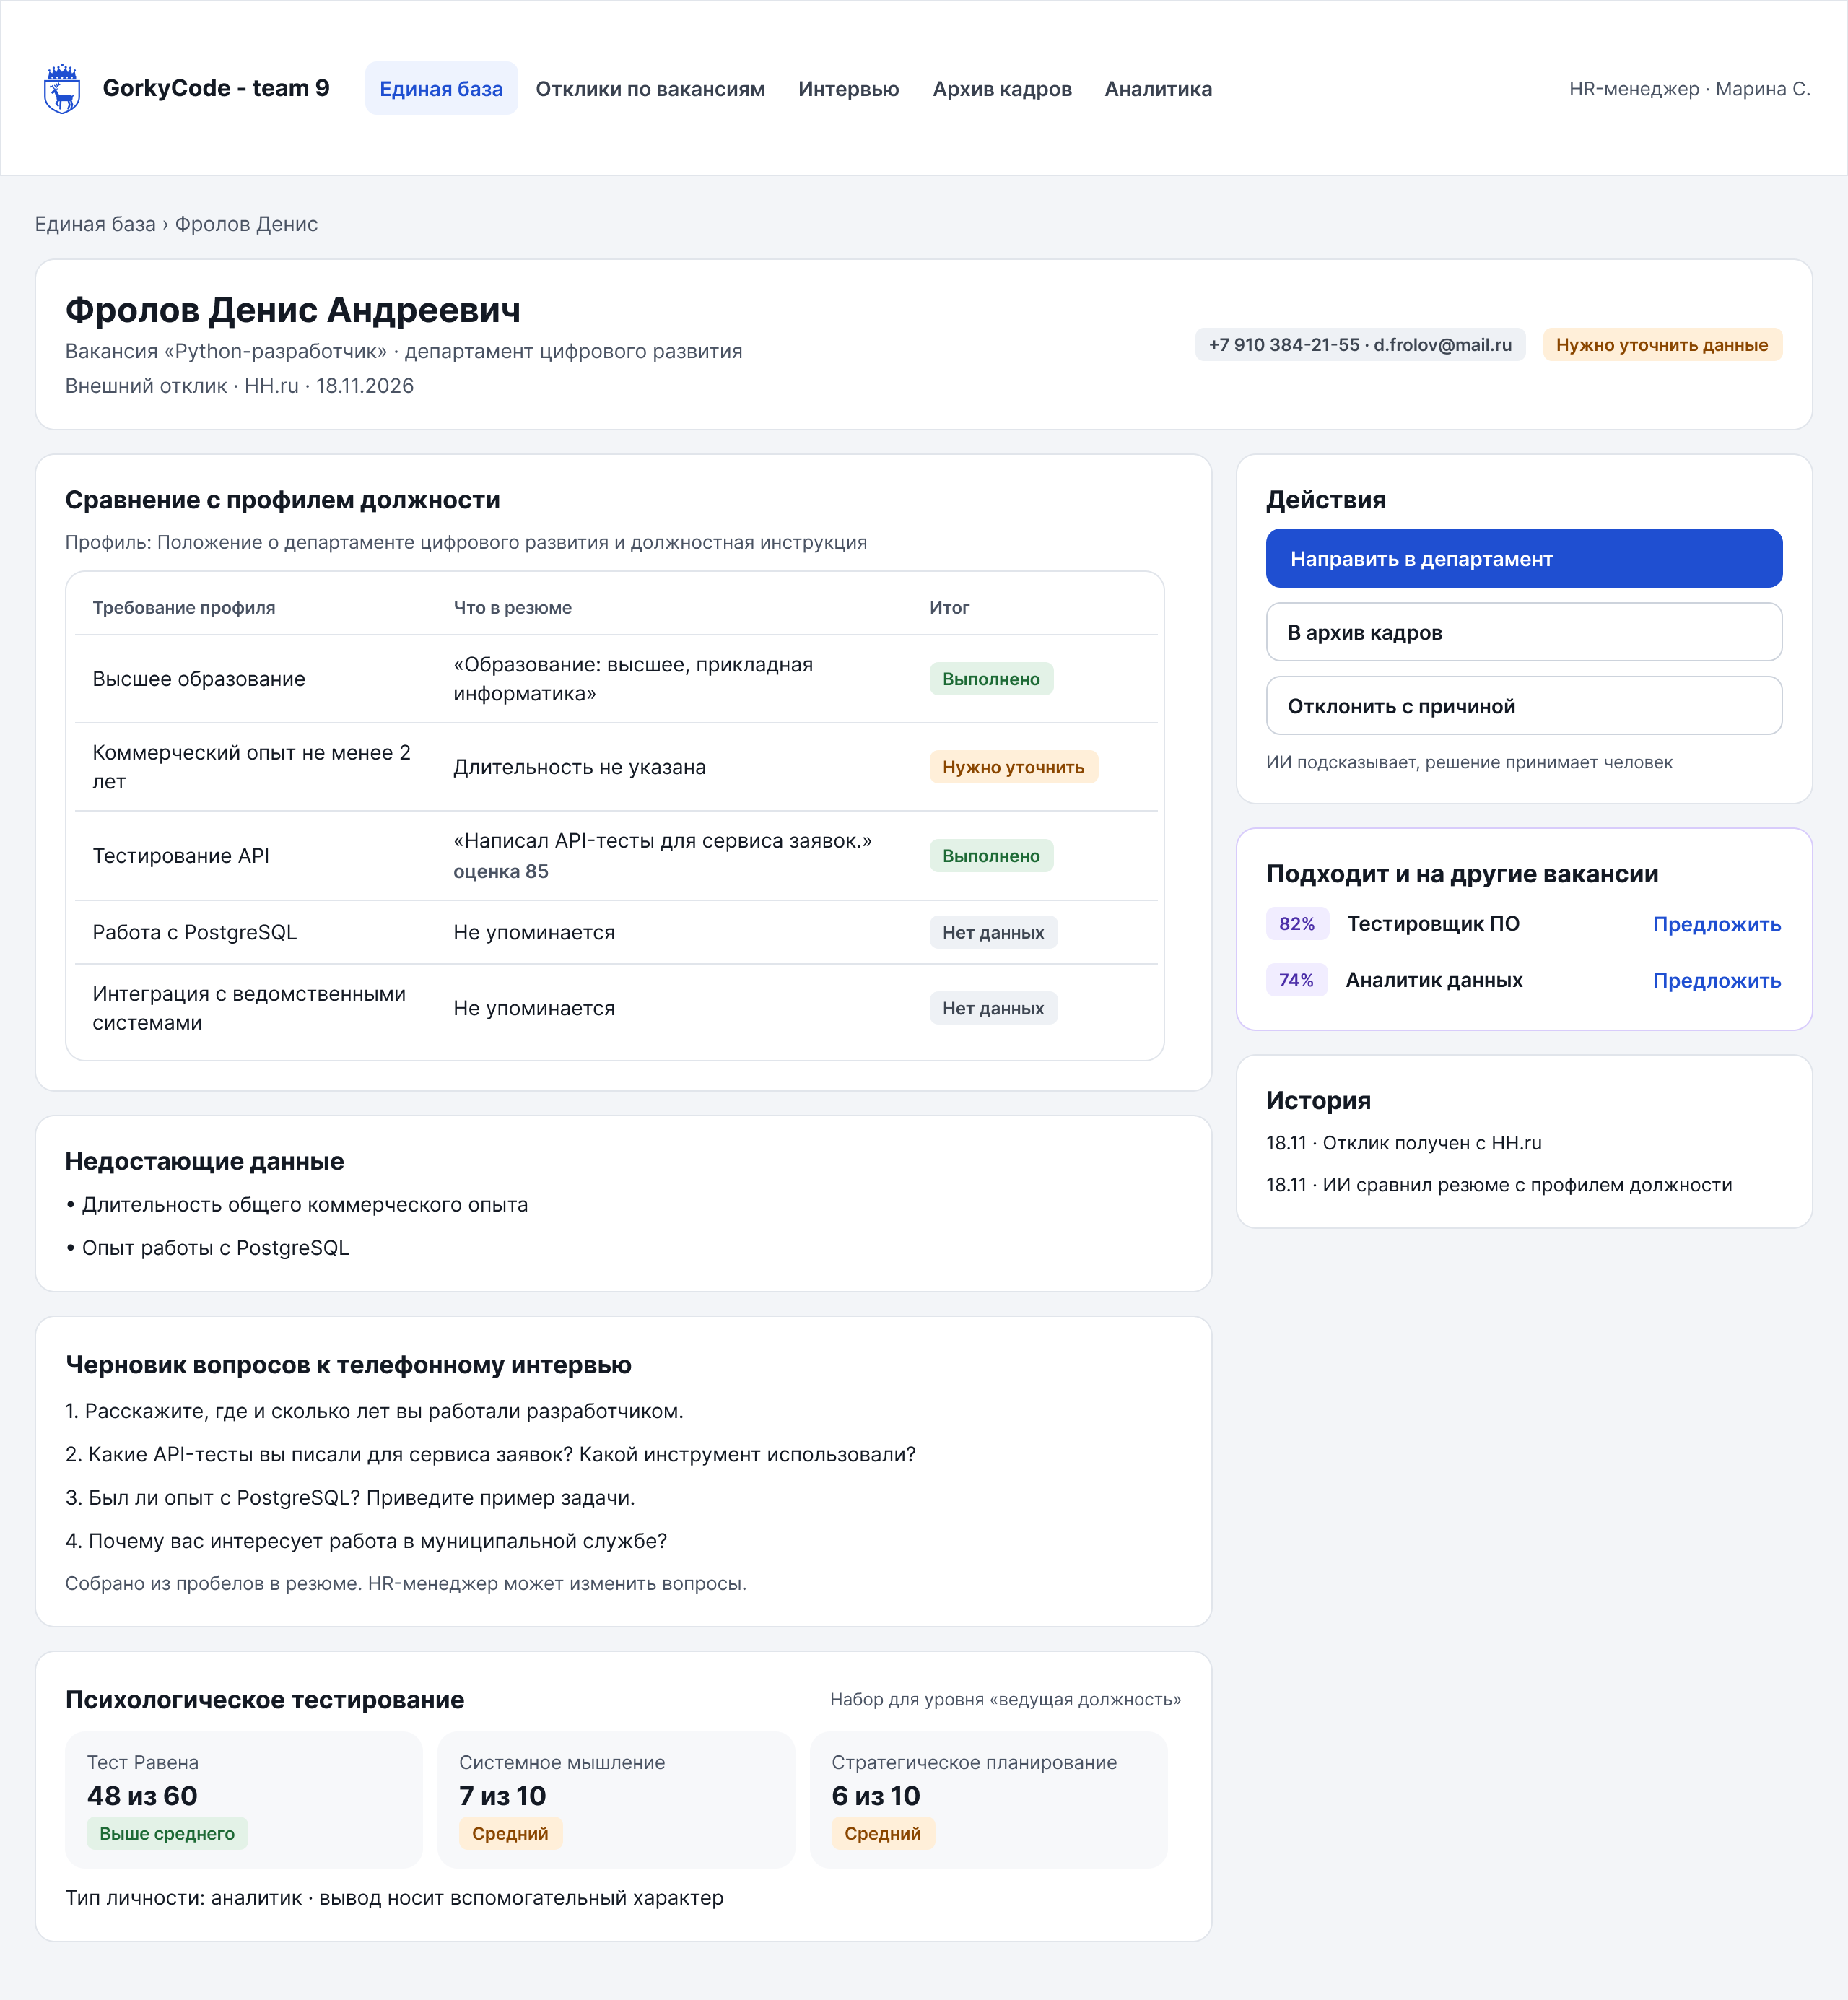 GorkyCode - team 9
Единая база
Отклики по вакансиям
Интервью
Архив кадров
Аналитика
HR-менеджер · Марина С.
Единая база › Фролов Денис
Фролов Денис Андреевич
Вакансия «Python-разработчик» · департамент цифрового развития
Внешний отклик · HH.ru · 18.11.2026
+7 910 384-21-55 · d.frolov@mail.ru
Нужно уточнить данные
Сравнение с профилем должности
Профиль: Положение о департаменте цифрового развития и должностная инструкция
Требование профиля
Что в резюме
Итог
Высшее образование
«Образование: высшее, прикладная
информатика»
Выполнено
Коммерческий опыт не менее 2
лет
Длительность не указана
Нужно уточнить
Тестирование API
«Написал API-тесты для сервиса заявок.»
оценка 85
Выполнено
Работа с PostgreSQL
Не упоминается
Нет данных
Интеграция с ведомственными
системами
Не упоминается
Нет данных
Недостающие данные
• Длительность общего коммерческого опыта
• Опыт работы с PostgreSQL
Черновик вопросов к телефонному интервью
1. Расскажите, где и сколько лет вы работали разработчиком.
2. Какие API-тесты вы писали для сервиса заявок? Какой инструмент использовали?
3. Был ли опыт с PostgreSQL? Приведите пример задачи.
4. Почему вас интересует работа в муниципальной службе?
Собрано из пробелов в резюме. HR-менеджер может изменить вопросы.
Психологическое тестирование
Набор для уровня «ведущая должность»
Тест Равена
48 из 60
Выше среднего
Системное мышление
7 из 10
Средний
Стратегическое планирование
6 из 10
Средний
Тип личности: аналитик · вывод носит вспомогательный характер
Действия
Направить в департамент
В архив кадров
Отклонить с причиной
ИИ подсказывает, решение принимает человек
Подходит и на другие вакансии
82%
Тестировщик ПО
Предложить
74%
Аналитик данных
Предложить
История
18.11 · Отклик получен с HH.ru
18.11 · ИИ сравнил резюме с профилем должности